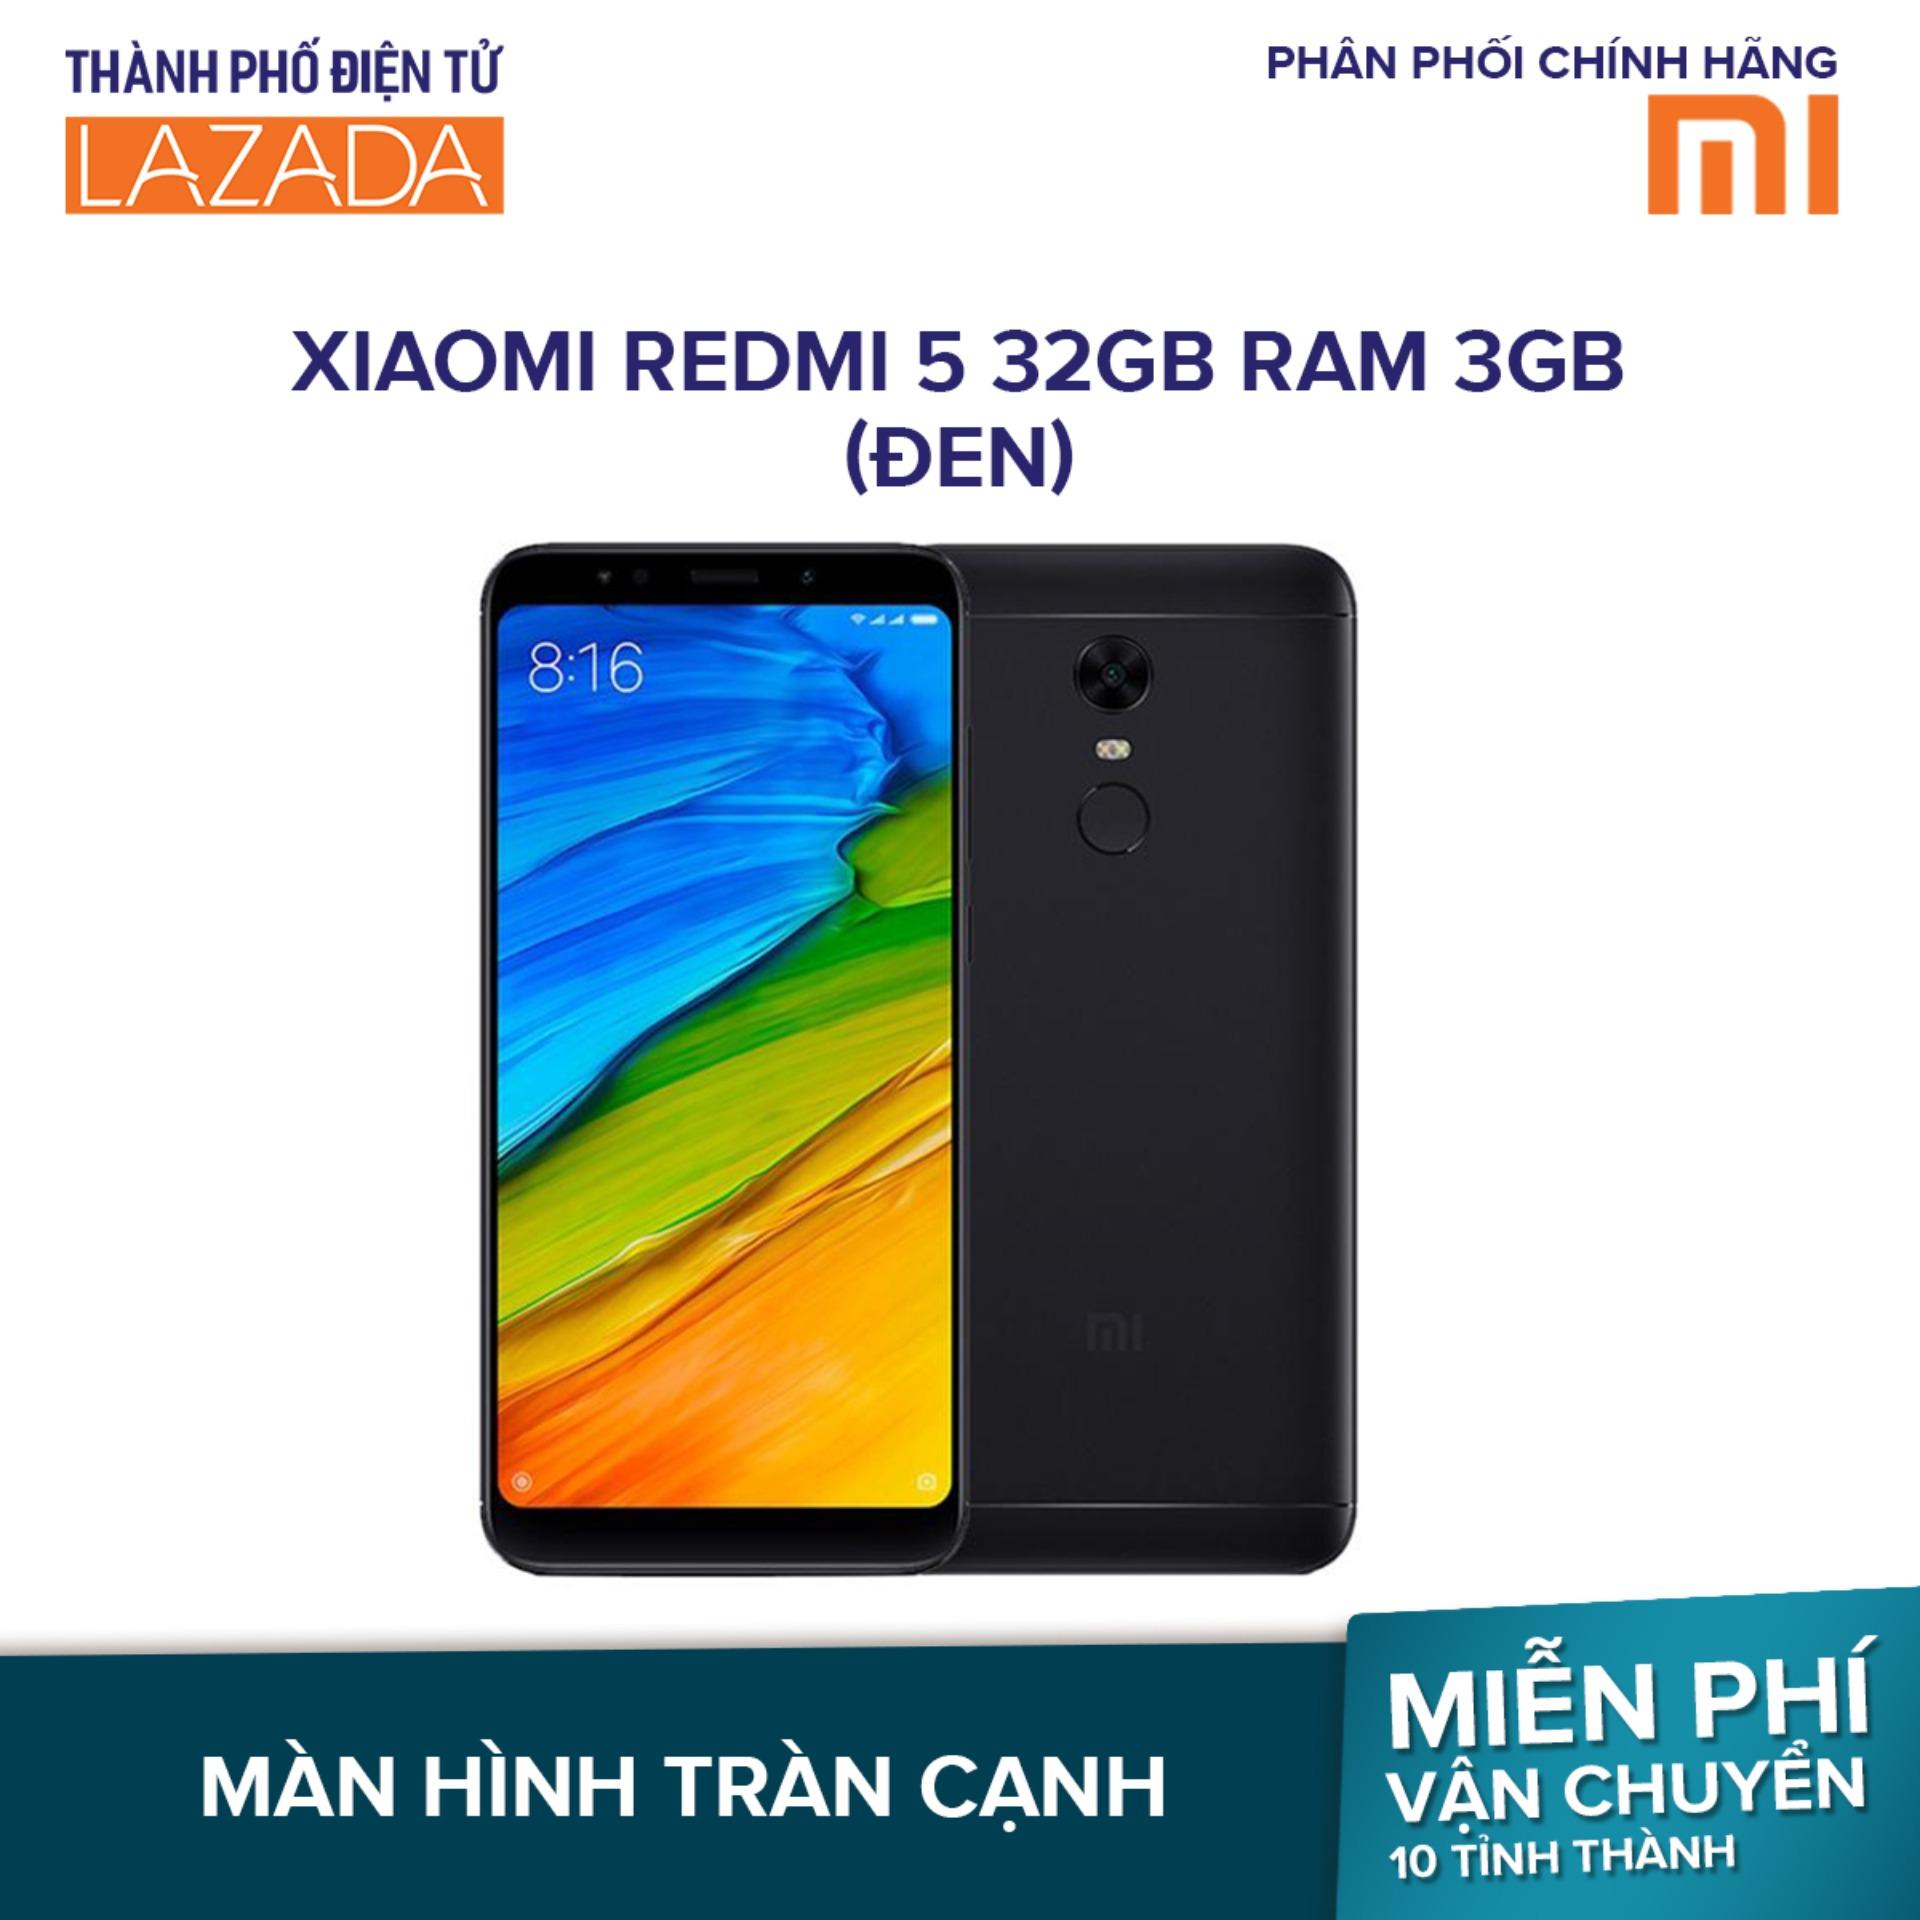 THÀNH PHỐ ĐIỆN TỬ
LAZADA
PHÂN PHỐI CHÍNH HÃNG
MI
XIAOMI REDMI 5 32GB RAM 3GB
(ĐEN)
8:16
MI
MÀN HÌNH TRÀN CẠNH
MIỄN PHÍ
VẬN CHUYỂN
10 TỈNH THÀNH